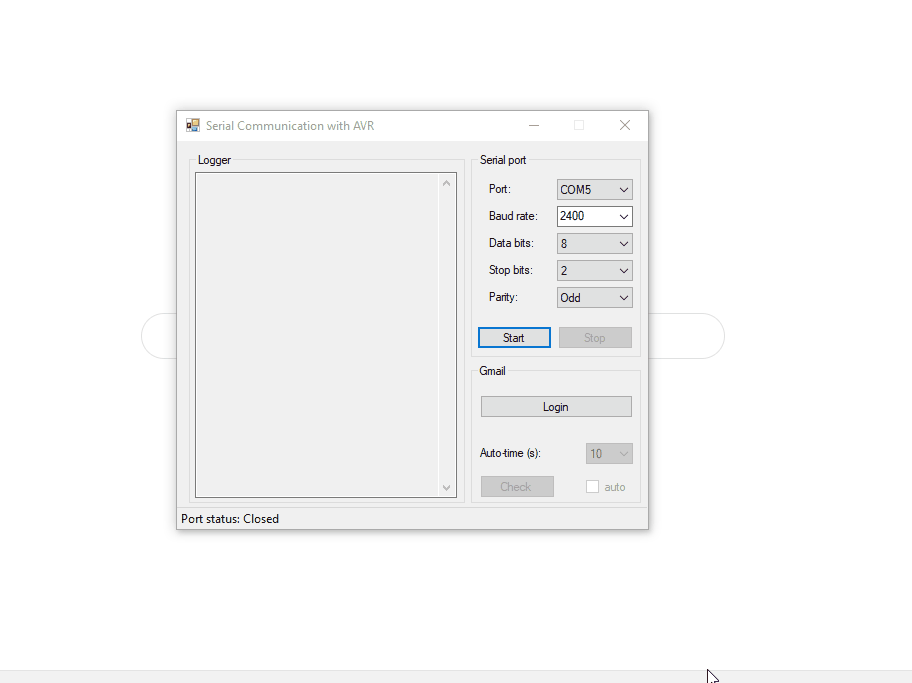 Serial Communication with AVR
Logger
Serial port
Port: COM5
Baud rate: 2400
Data bits: 8
Stop bits: 2
Parity: Odd
Start Stop
Gmail
Login
Auto-time (s): 10
Check auto
Port status: Closed